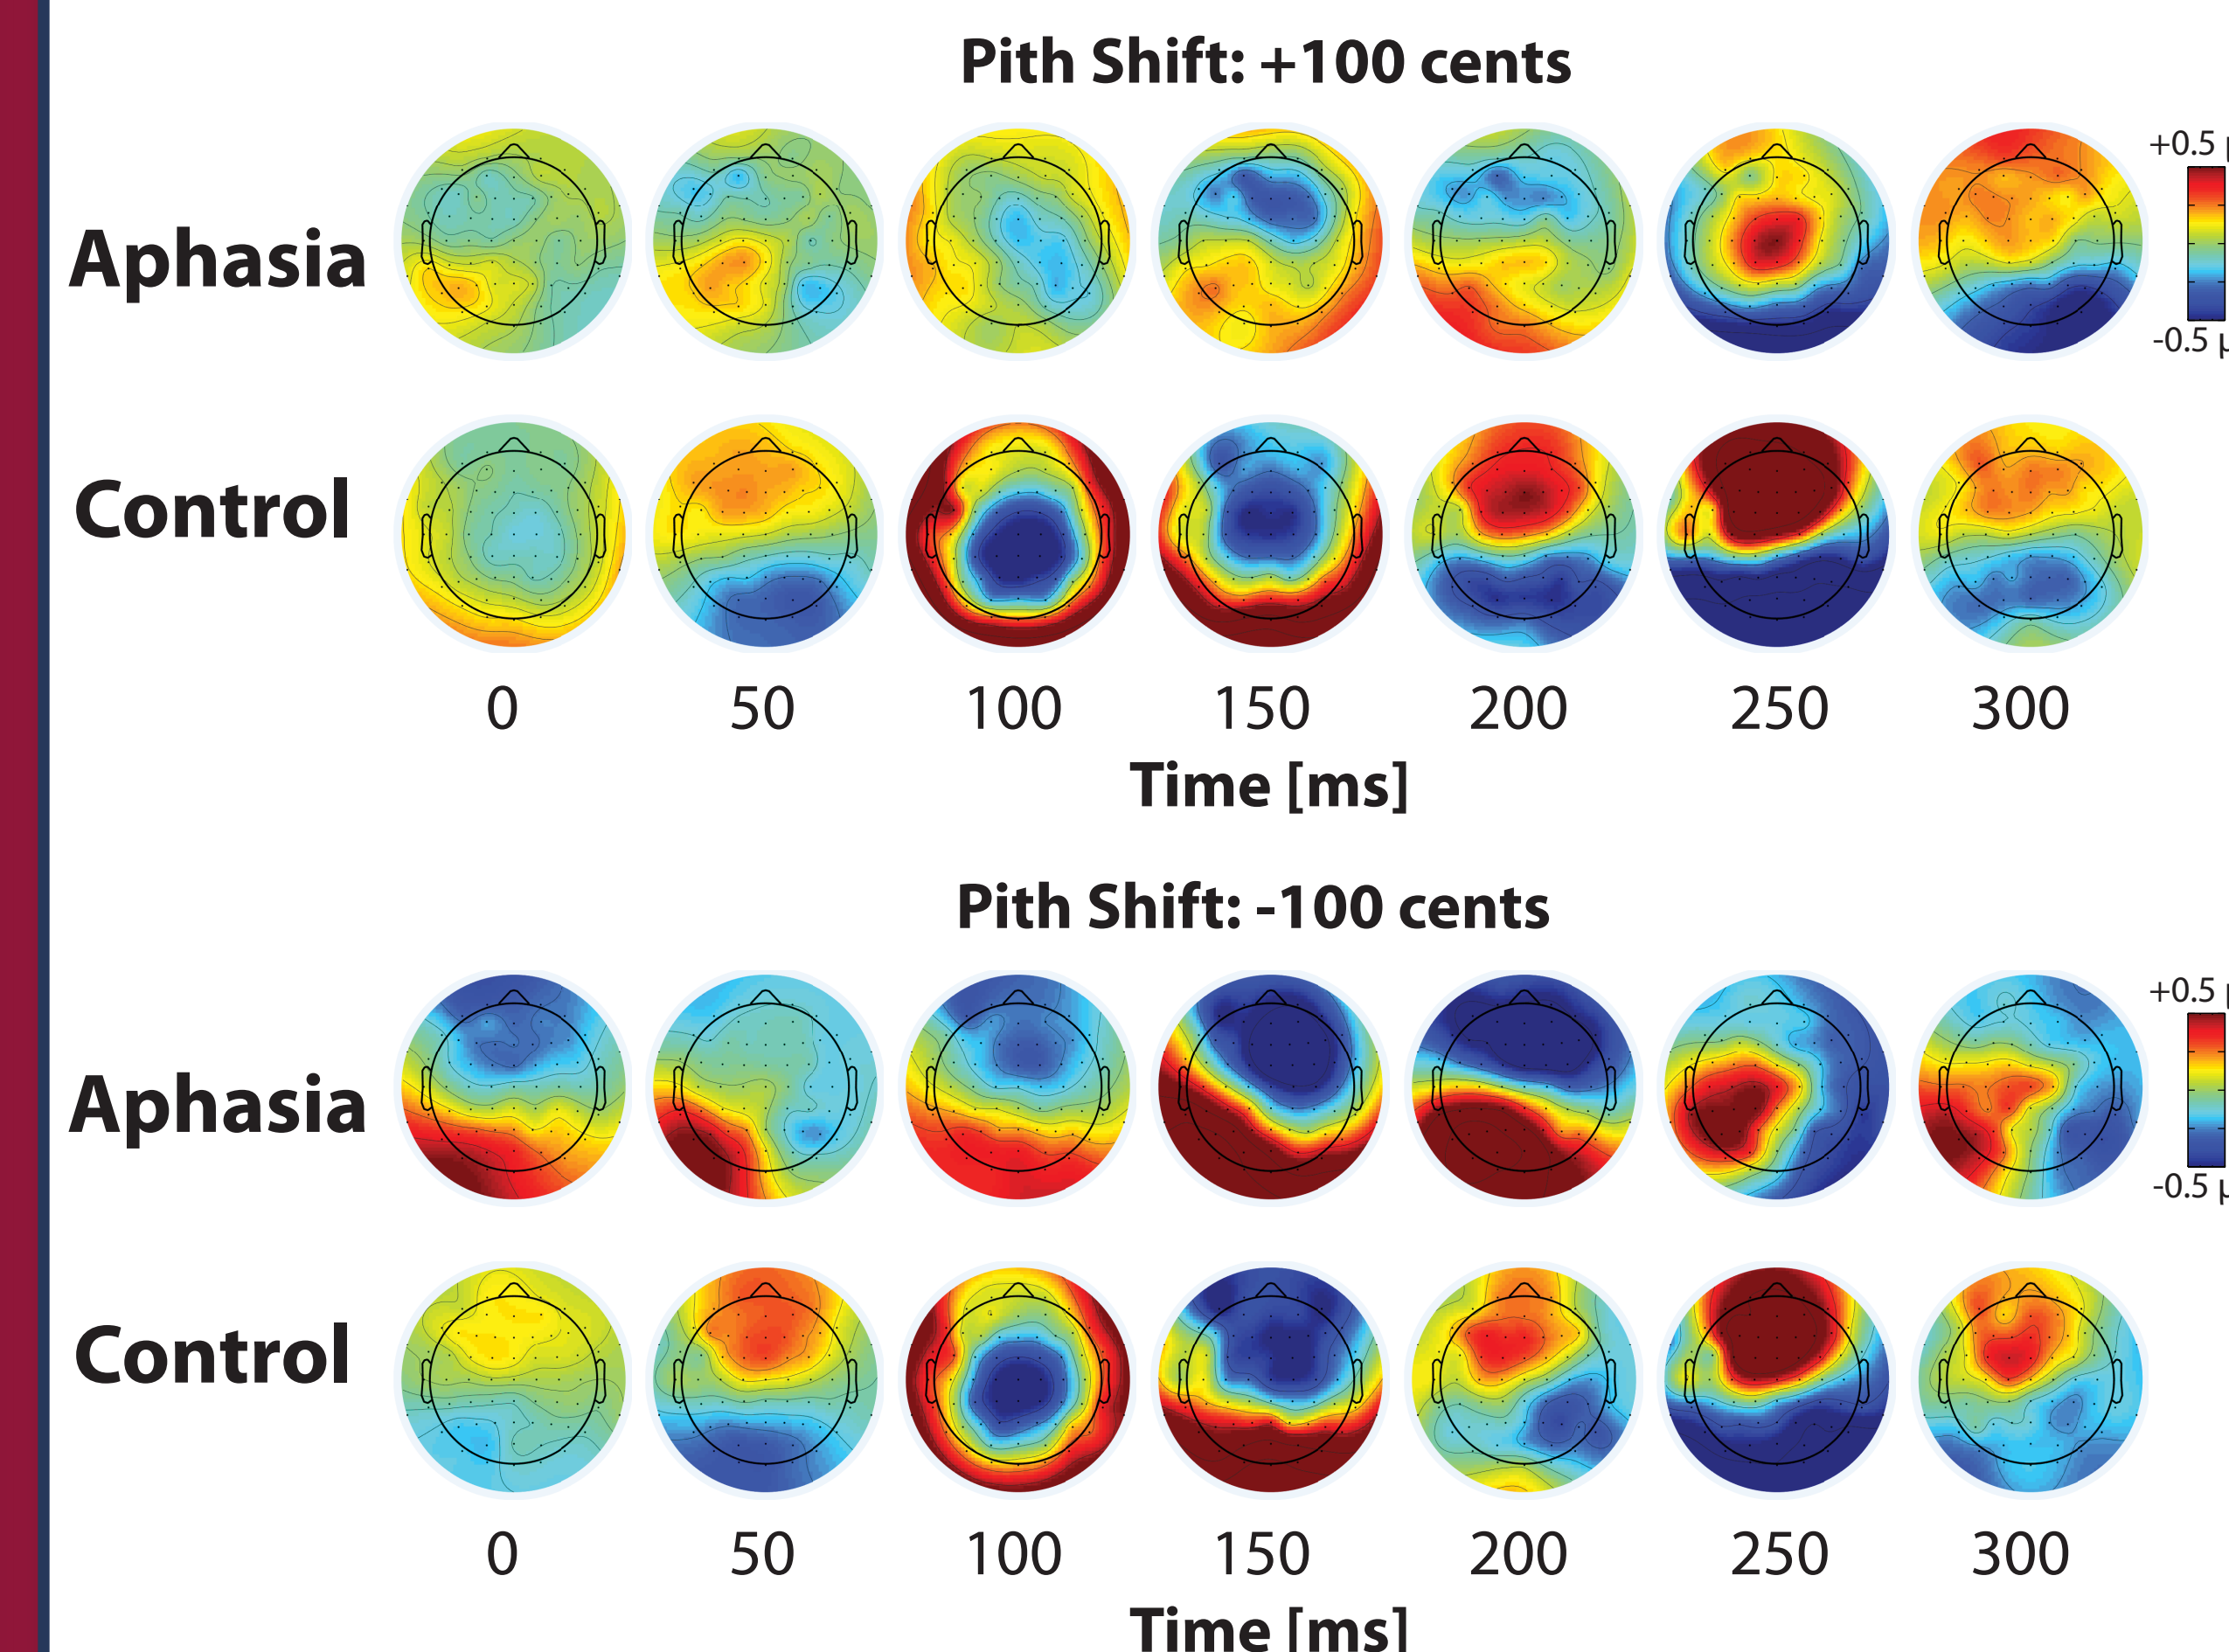 Pith Shift: +100 cents
Aphasia
+0.5 µ
-0.5 µ
Control
0 50 100 150 200 250 300
Time [ms]
Pith Shift: -100 cents
Aphasia
+0.5
-0.5 µ
Control
0 50 100 150 200 250 300
Time [ms]